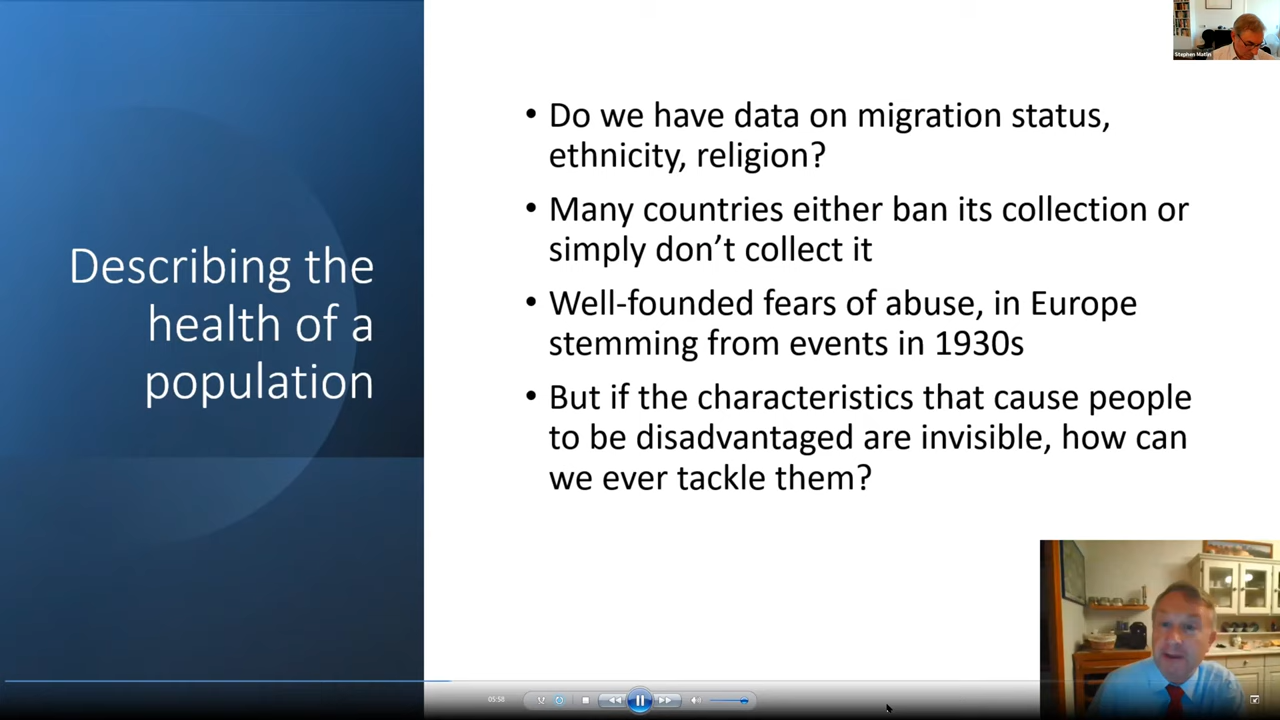 Stephen Matlin
Describing the
health of a
population
• Do we have data on migration status,
ethnicity, religion?
• Many countries either ban its collection or
simply don’t collect it
• Well-founded fears of abuse, in Europe
stemming from events in 1930s
• But if the characteristics that cause people
to be disadvantaged are invisible, how can
we ever tackle them?
05:58